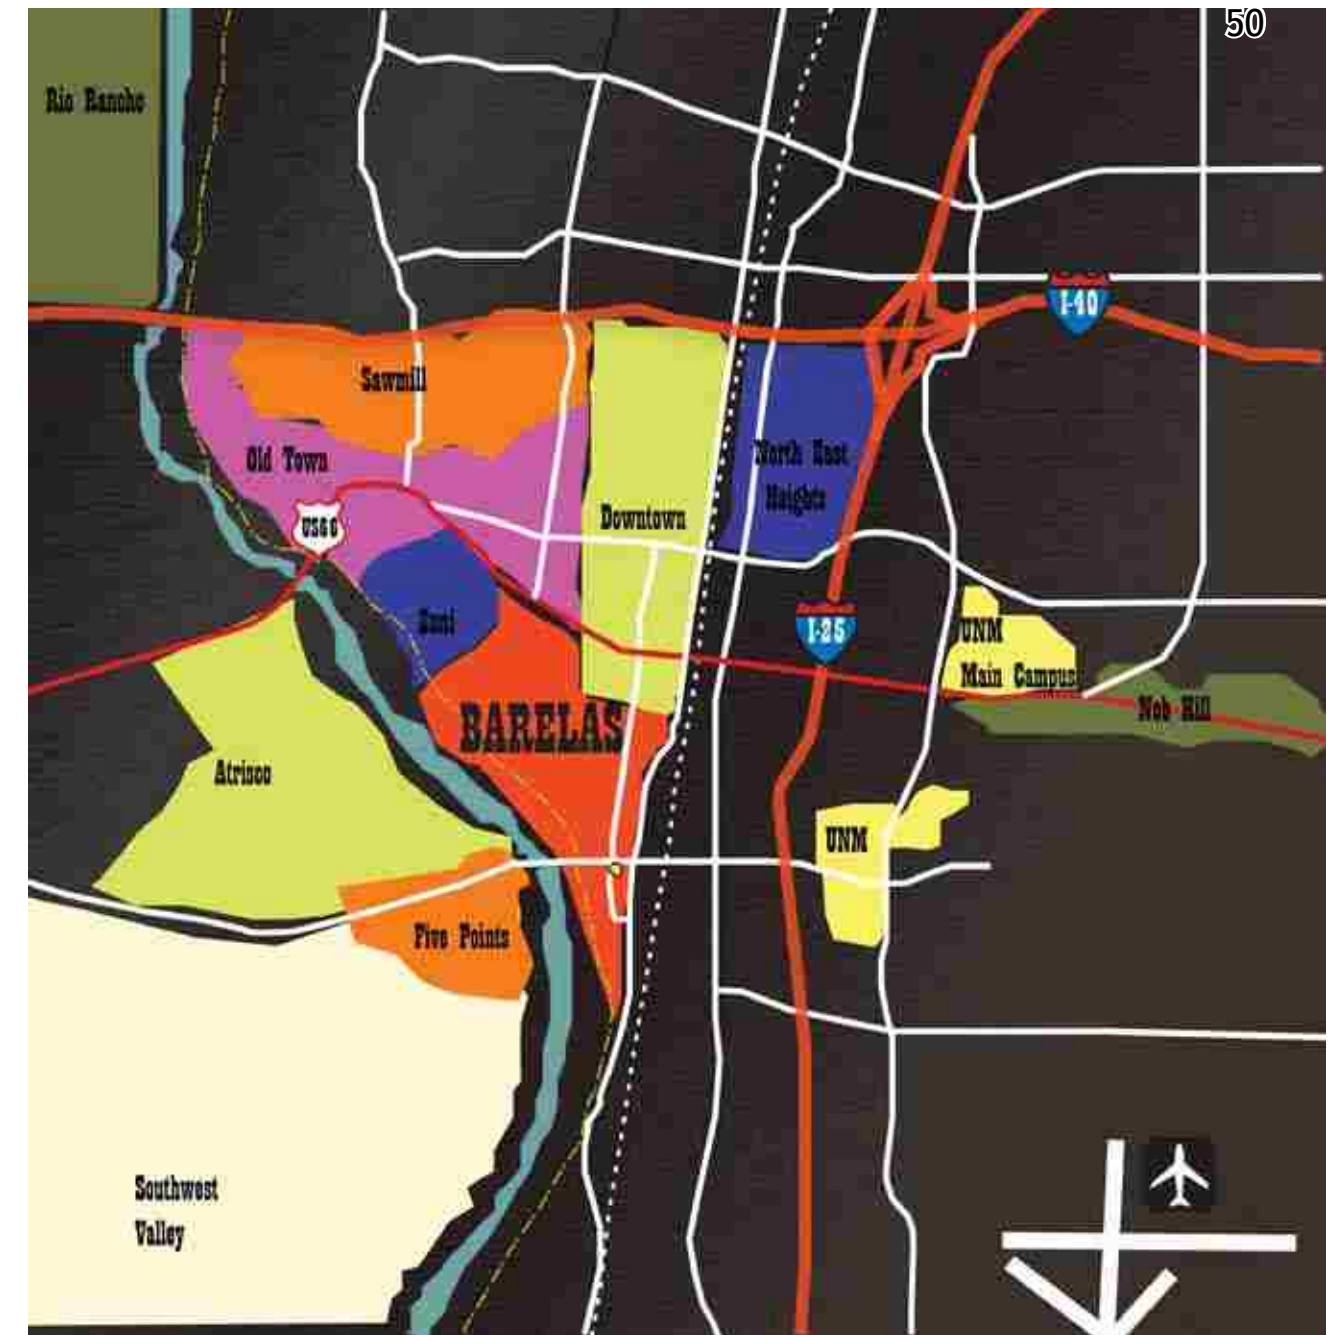 50
Rio Rancho
I-40
Sawmill
Old Town
North East
Heights
Downtown
US66
Zuni
I-25
UNM
Main Campus
Nob Hill
BARELAS
Atrisco
UNM
Five Points
Southwest
Valley